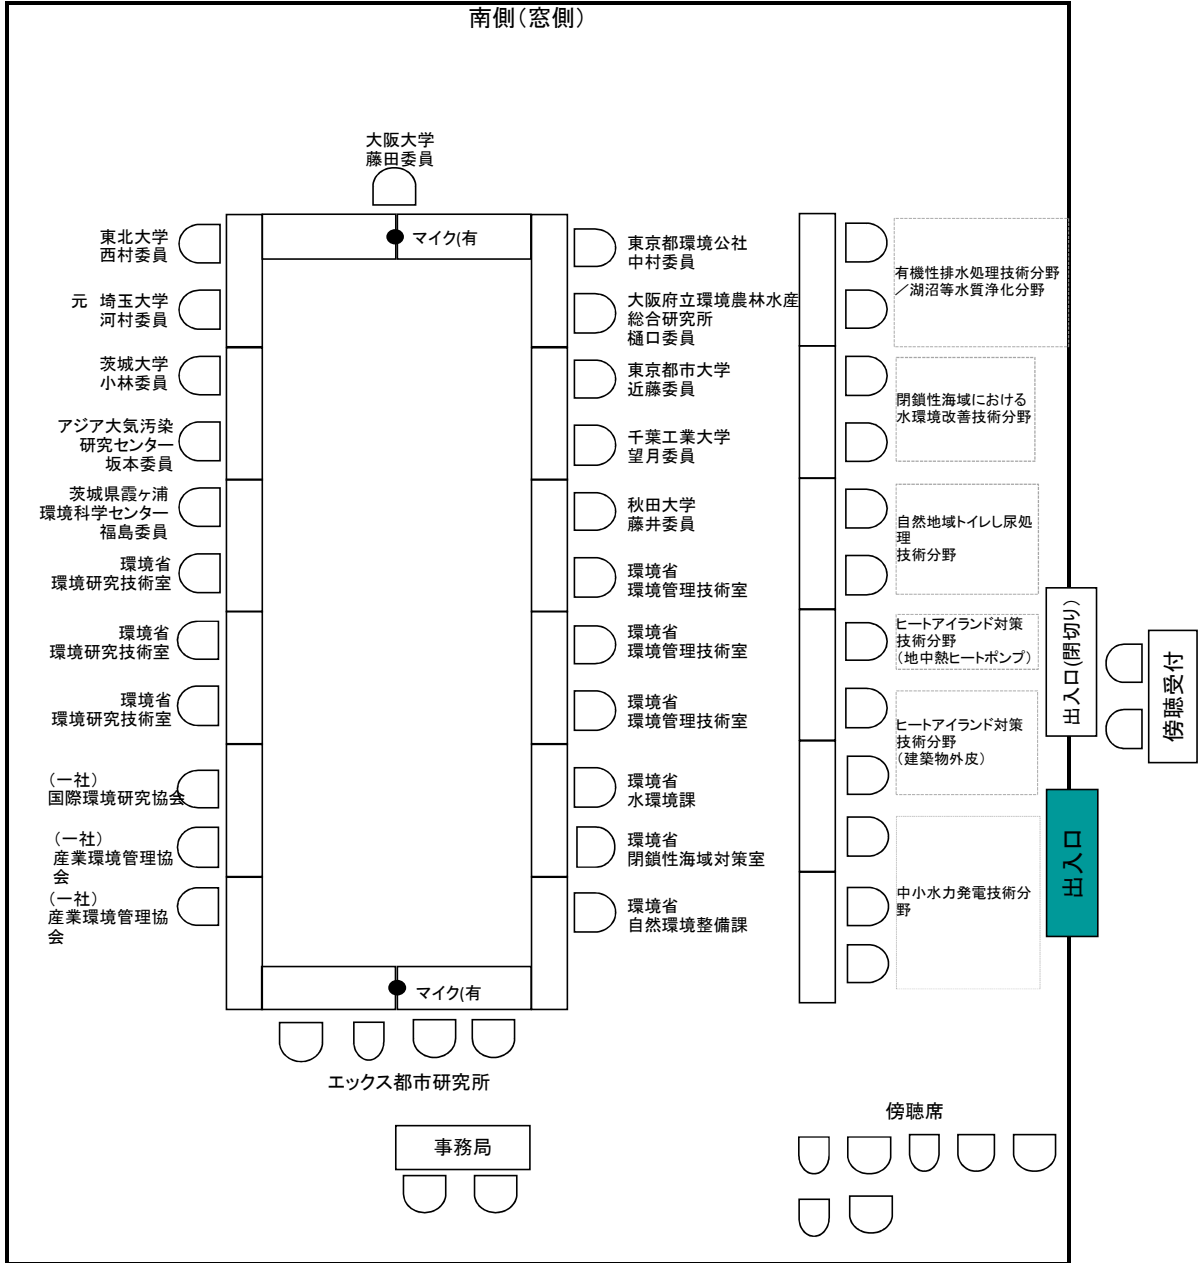 南側（窓側）
大阪大学
藤田委員
マイク(有
東北大学
西村委員
元　埼玉大学
河村委員
茨城大学
小林委員
アジア大気汚染
研究センター
坂本委員
茨城県霞ヶ浦
環境科学センター
福島委員
環境省
環境研究技術室
環境省
環境研究技術室
環境省
環境研究技術室
（一社）
国際環境研究協会
（一社）
産業環境管理協
会
（一社）
産業環境管理協
会
東京都環境公社
中村委員
大阪府立環境農林水産
総合研究所
樋口委員
東京都市大学
近藤委員
千葉工業大学
望月委員
秋田大学
藤井委員
環境省
環境管理技術室
環境省
環境管理技術室
環境省
環境管理技術室
環境省
水環境課
環境省
閉鎖性海域対策室
環境省
自然環境整備課
有機性排水処理技術分野
／湖沼等水質浄化分野
閉鎖性海域における
水環境改善技術分野
自然地域トイレし尿処
理
技術分野
ヒートアイランド対策
技術分野
（地中熱ヒートポンプ）
ヒートアイランド対策
技術分野
（建築物外皮）
中小水力発電技術分
野
出入口(閉切り)
傍聴受付
出入口
マイク(有
エックス都市研究所
事務局
傍聴席